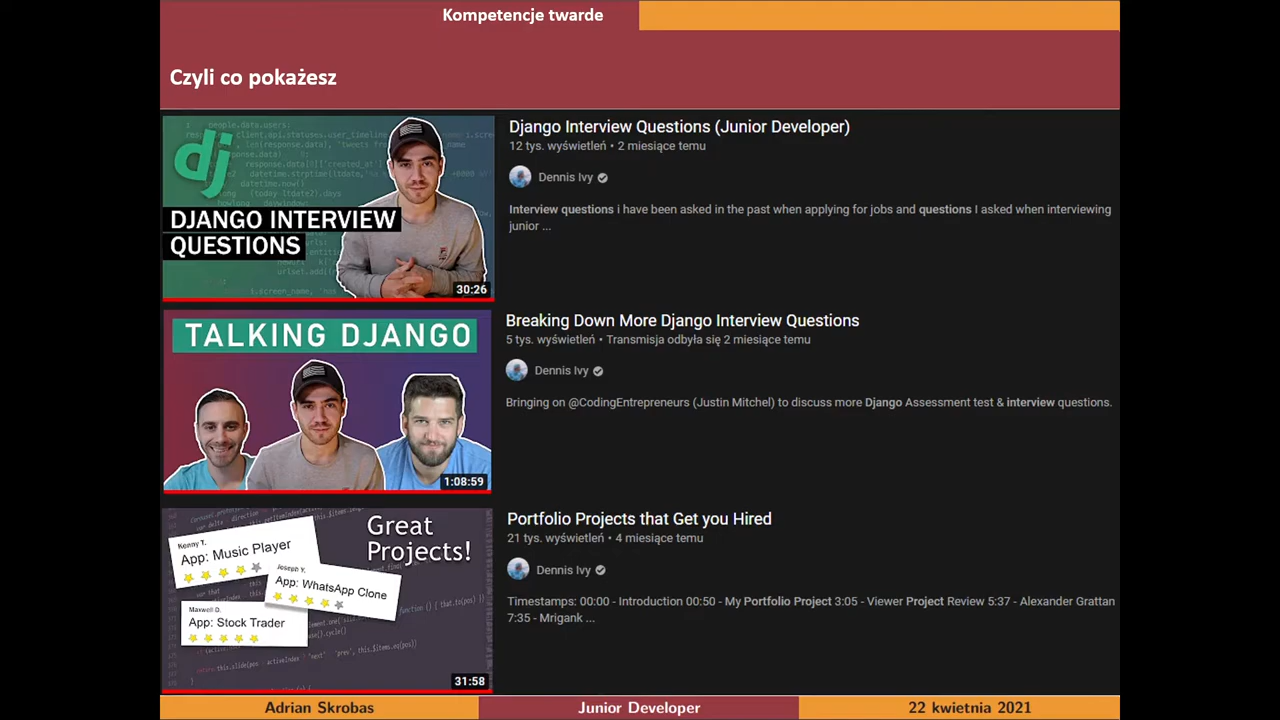 Kompetencje twarde
Czyli co pokażesz
dj
DJANGO INTERVIEW
QUESTIONS
30:26
Django Interview Questions (Junior Developer)
12 tys. wyświetleń • 2 miesiące temu
Dennis Ivy
Interview questions i have been asked in the past when applying for jobs and questions I asked when interviewing
junior ...
TALKING DJANGO
1:08:59
Breaking Down More Django Interview Questions
5 tys. wyświetleń • Transmisja odbyła się 2 miesiące temu
Dennis Ivy
Bringing on @CodingEntrepreneurs (Justin Mitchel) to discuss more Django Assessment test & interview questions.
Great
Projects!
Kenny T.
App: Music Player
Joseph Y.
App: WhatsApp Clone
Maxwell D.
App: Stock Trader
31:58
Portfolio Projects that Get you Hired
21 tys. wyświetleń • 4 miesiące temu
Dennis Ivy
Timestamps: 00:00 - Introduction 00:50 - My Portfolio Project 3:05 - Viewer Project Review 5:37 - Alexander Grattan
7:35 - Mrigank ...
Adrian Skrobas
Junior Developer
22 kwietnia 2021